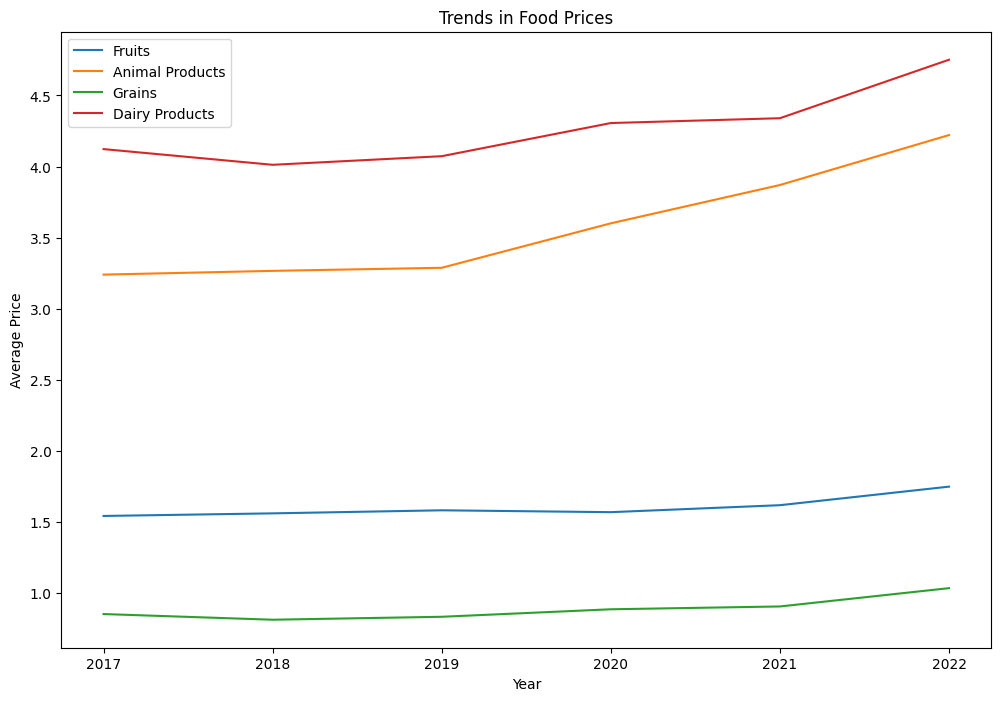 Trends in Food Prices
Fruits
Animal Products
Grains
Dairy Products
4.5
4.0
3.5
3.0
2.5
2.0
1.5
1.0
Average Price
2017 2018 2019 2020 2021 2022
Year